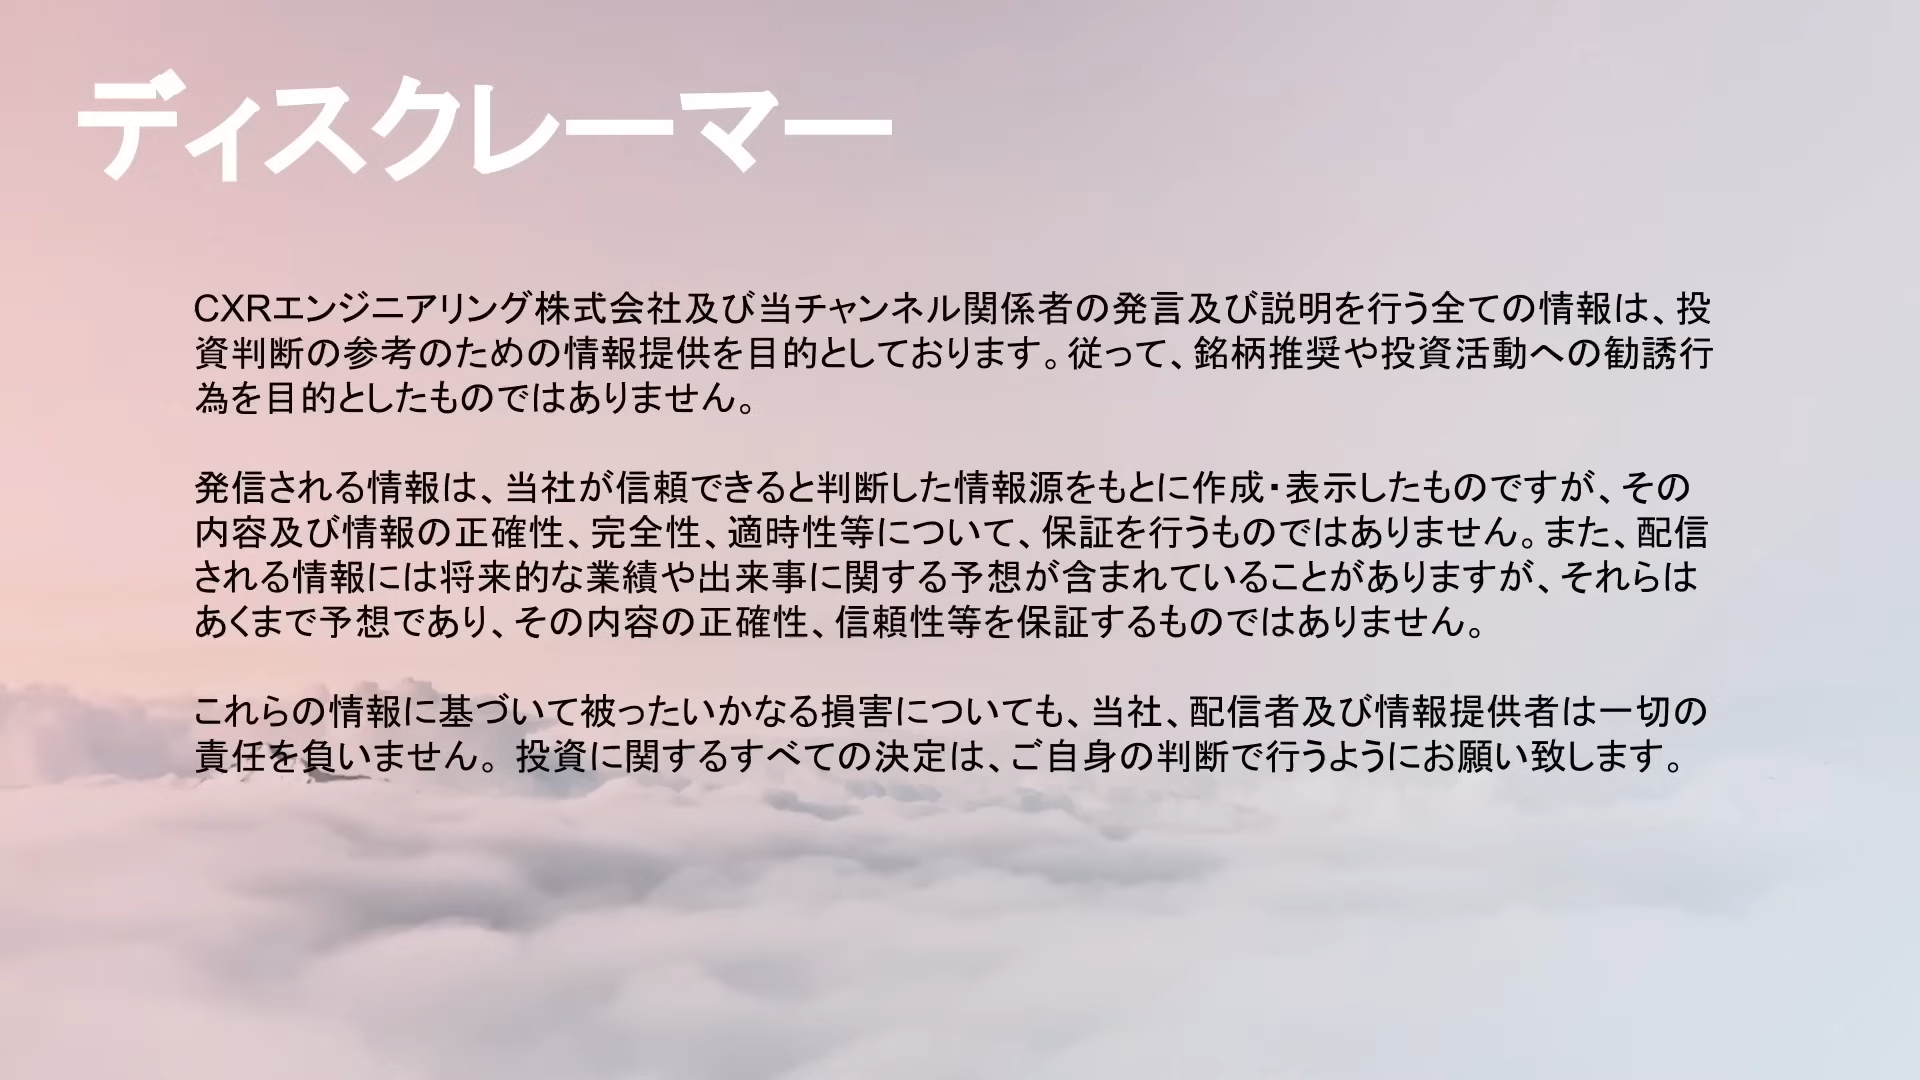 ディスクレーマー
CXRエンジニアリング株式会社及び当チャンネル関係者の発言及び説明を行う全ての情報は、投
資判断の参考のための情報提供を目的としております。従って、銘柄推奨や投資活動への勧誘行
為を目的としたものではありません。
発信される情報は、当社が信頼できると判断した情報源をもとに作成・表示したものですが、その
内容及び情報の正確性、完全性、適時性等について、保証を行うものではありません。また、配信
される情報には将来的な業績や出来事に関する予想が含まれていることがありますが、それらは
あくまで予想であり、その内容の正確性、信頼性等を保証するものではありません。
これらの情報に基づいて被ったいかなる損害についても、当社、配信者及び情報提供者は一切の
責任を負いません。 投資に関するすべての決定は、ご自身の判断で行うようにお願い致します。